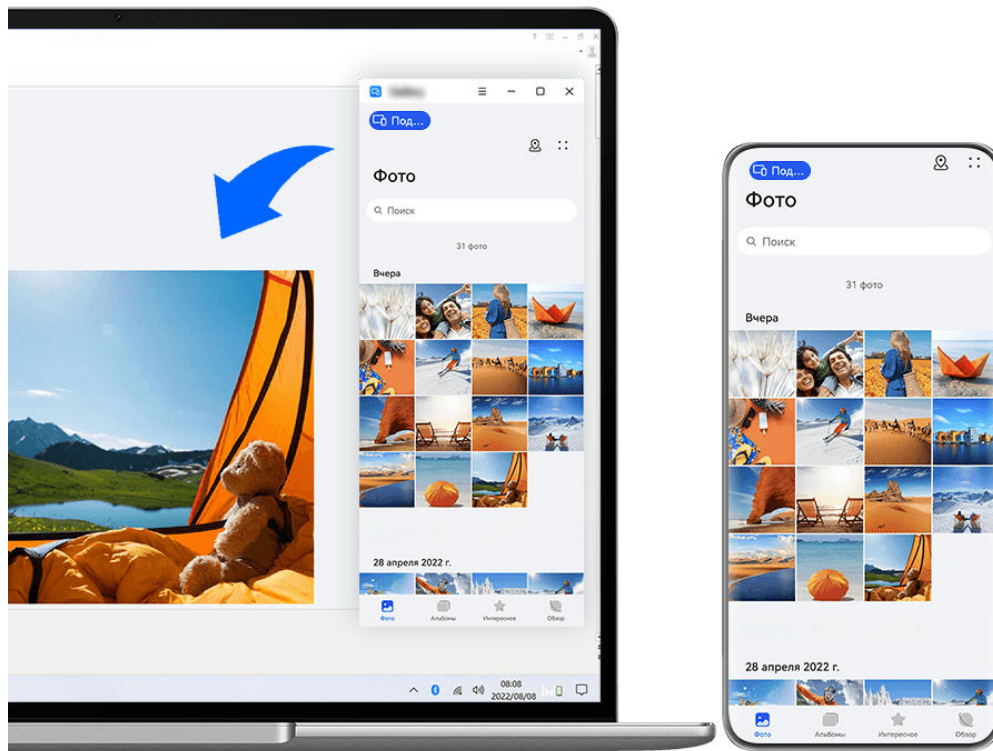 ?
Под...
Фото
Поиск
31 фото
Вчера
28 апреля 2022 г.
Фото Альбомы Интересное Обзор
08:08
2022/08/08
Под...
Фото
Поиск
31 фото
Вчера
28 апреля 2022 г.
Фото Альбомы Интересное Обзор